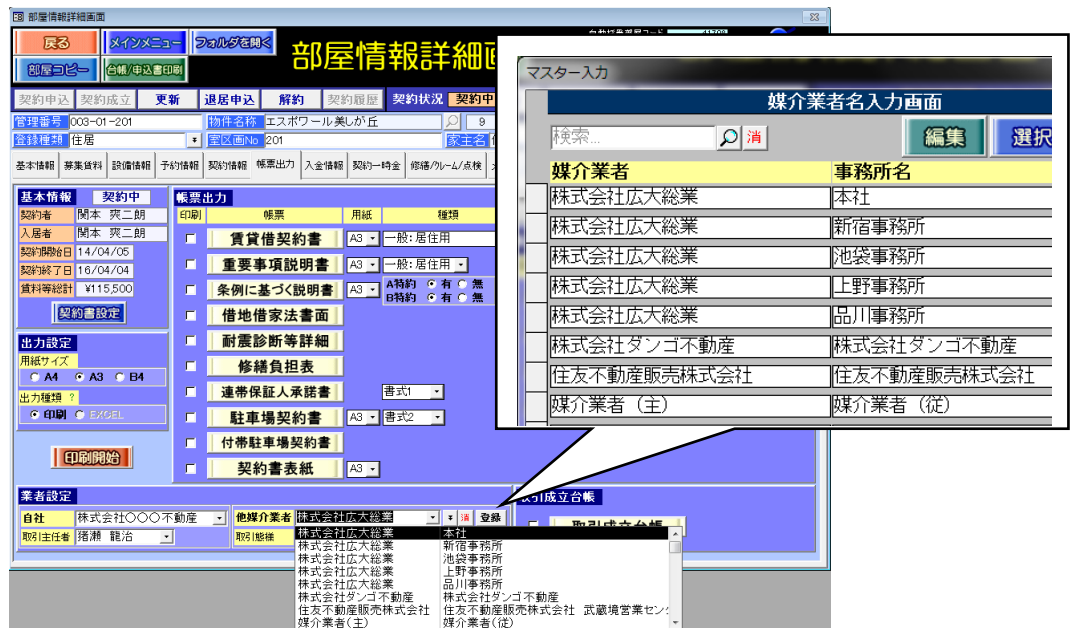 部屋情報詳細画面
戻る メインメニュー フォルダを開く
部屋コピー 台帳/申込書印刷
部屋情報詳細
契約申込 契約成立 更新 退居申込 解約 契約履歴 契約状況 契約中
管理番号 003-01-201 物件名称 エスポワール美しが丘 9
登録種類 住居 室区画No 201 家主名
基本情報 募集賃料 設備情報 予約情報 契約情報 帳票出力 入金情報 契約一時金 修繕/クレーム/点検
基本情報 契約中
契約者 関本 爽二朗
入居者 関本 爽二朗
契約開始日 14/04/05
契約終了日 16/04/04
賃料等総計 ¥115,500
契約書設定
出力設定
用紙サイズ
A4 A3 B4
出力種類 ?
印刷 EXCEL
印刷開始
帳票出力
印刷 帳票 用紙 種類
賃貸借契約書 A3 一般:居住用
重要事項説明書 A3 一般:居住用
条例に基づく説明書 A3 A特約 有 無
B特約 有 無
借地借家法書面
耐震診断等詳細
修繕負担表
連帯保証人承諾書 書式1
駐車場契約書 A3 書式2
付帯駐車場契約書
契約書表紙 A3
業者設定
自社 株式会社〇〇〇不動産 他媒介業者 株式会社広大総業 消 登録
取引主任者 猪瀬 龍治 取引態様
株式会社広大総業 本社
株式会社広大総業 新宿事務所
株式会社広大総業 池袋事務所
株式会社広大総業 上野事務所
株式会社広大総業 品川事務所
株式会社ダンゴ不動産 株式会社ダンゴ不動産
住友不動産販売株式会社 住友不動産販売株式会社 武蔵境営業セン
媒介業者(主) 媒介業者(従)
取引成立台帳
取引成立台帳
マスター入力
媒介業者名入力画面
検索... 消 編集 選択
媒介業者 事務所名
株式会社広大総業 本社
株式会社広大総業 新宿事務所
株式会社広大総業 池袋事務所
株式会社広大総業 上野事務所
株式会社広大総業 品川事務所
株式会社ダンゴ不動産 株式会社ダンゴ不動産
住友不動産販売株式会社 住友不動産販売株式会社
媒介業者(主) 媒介業者(従)